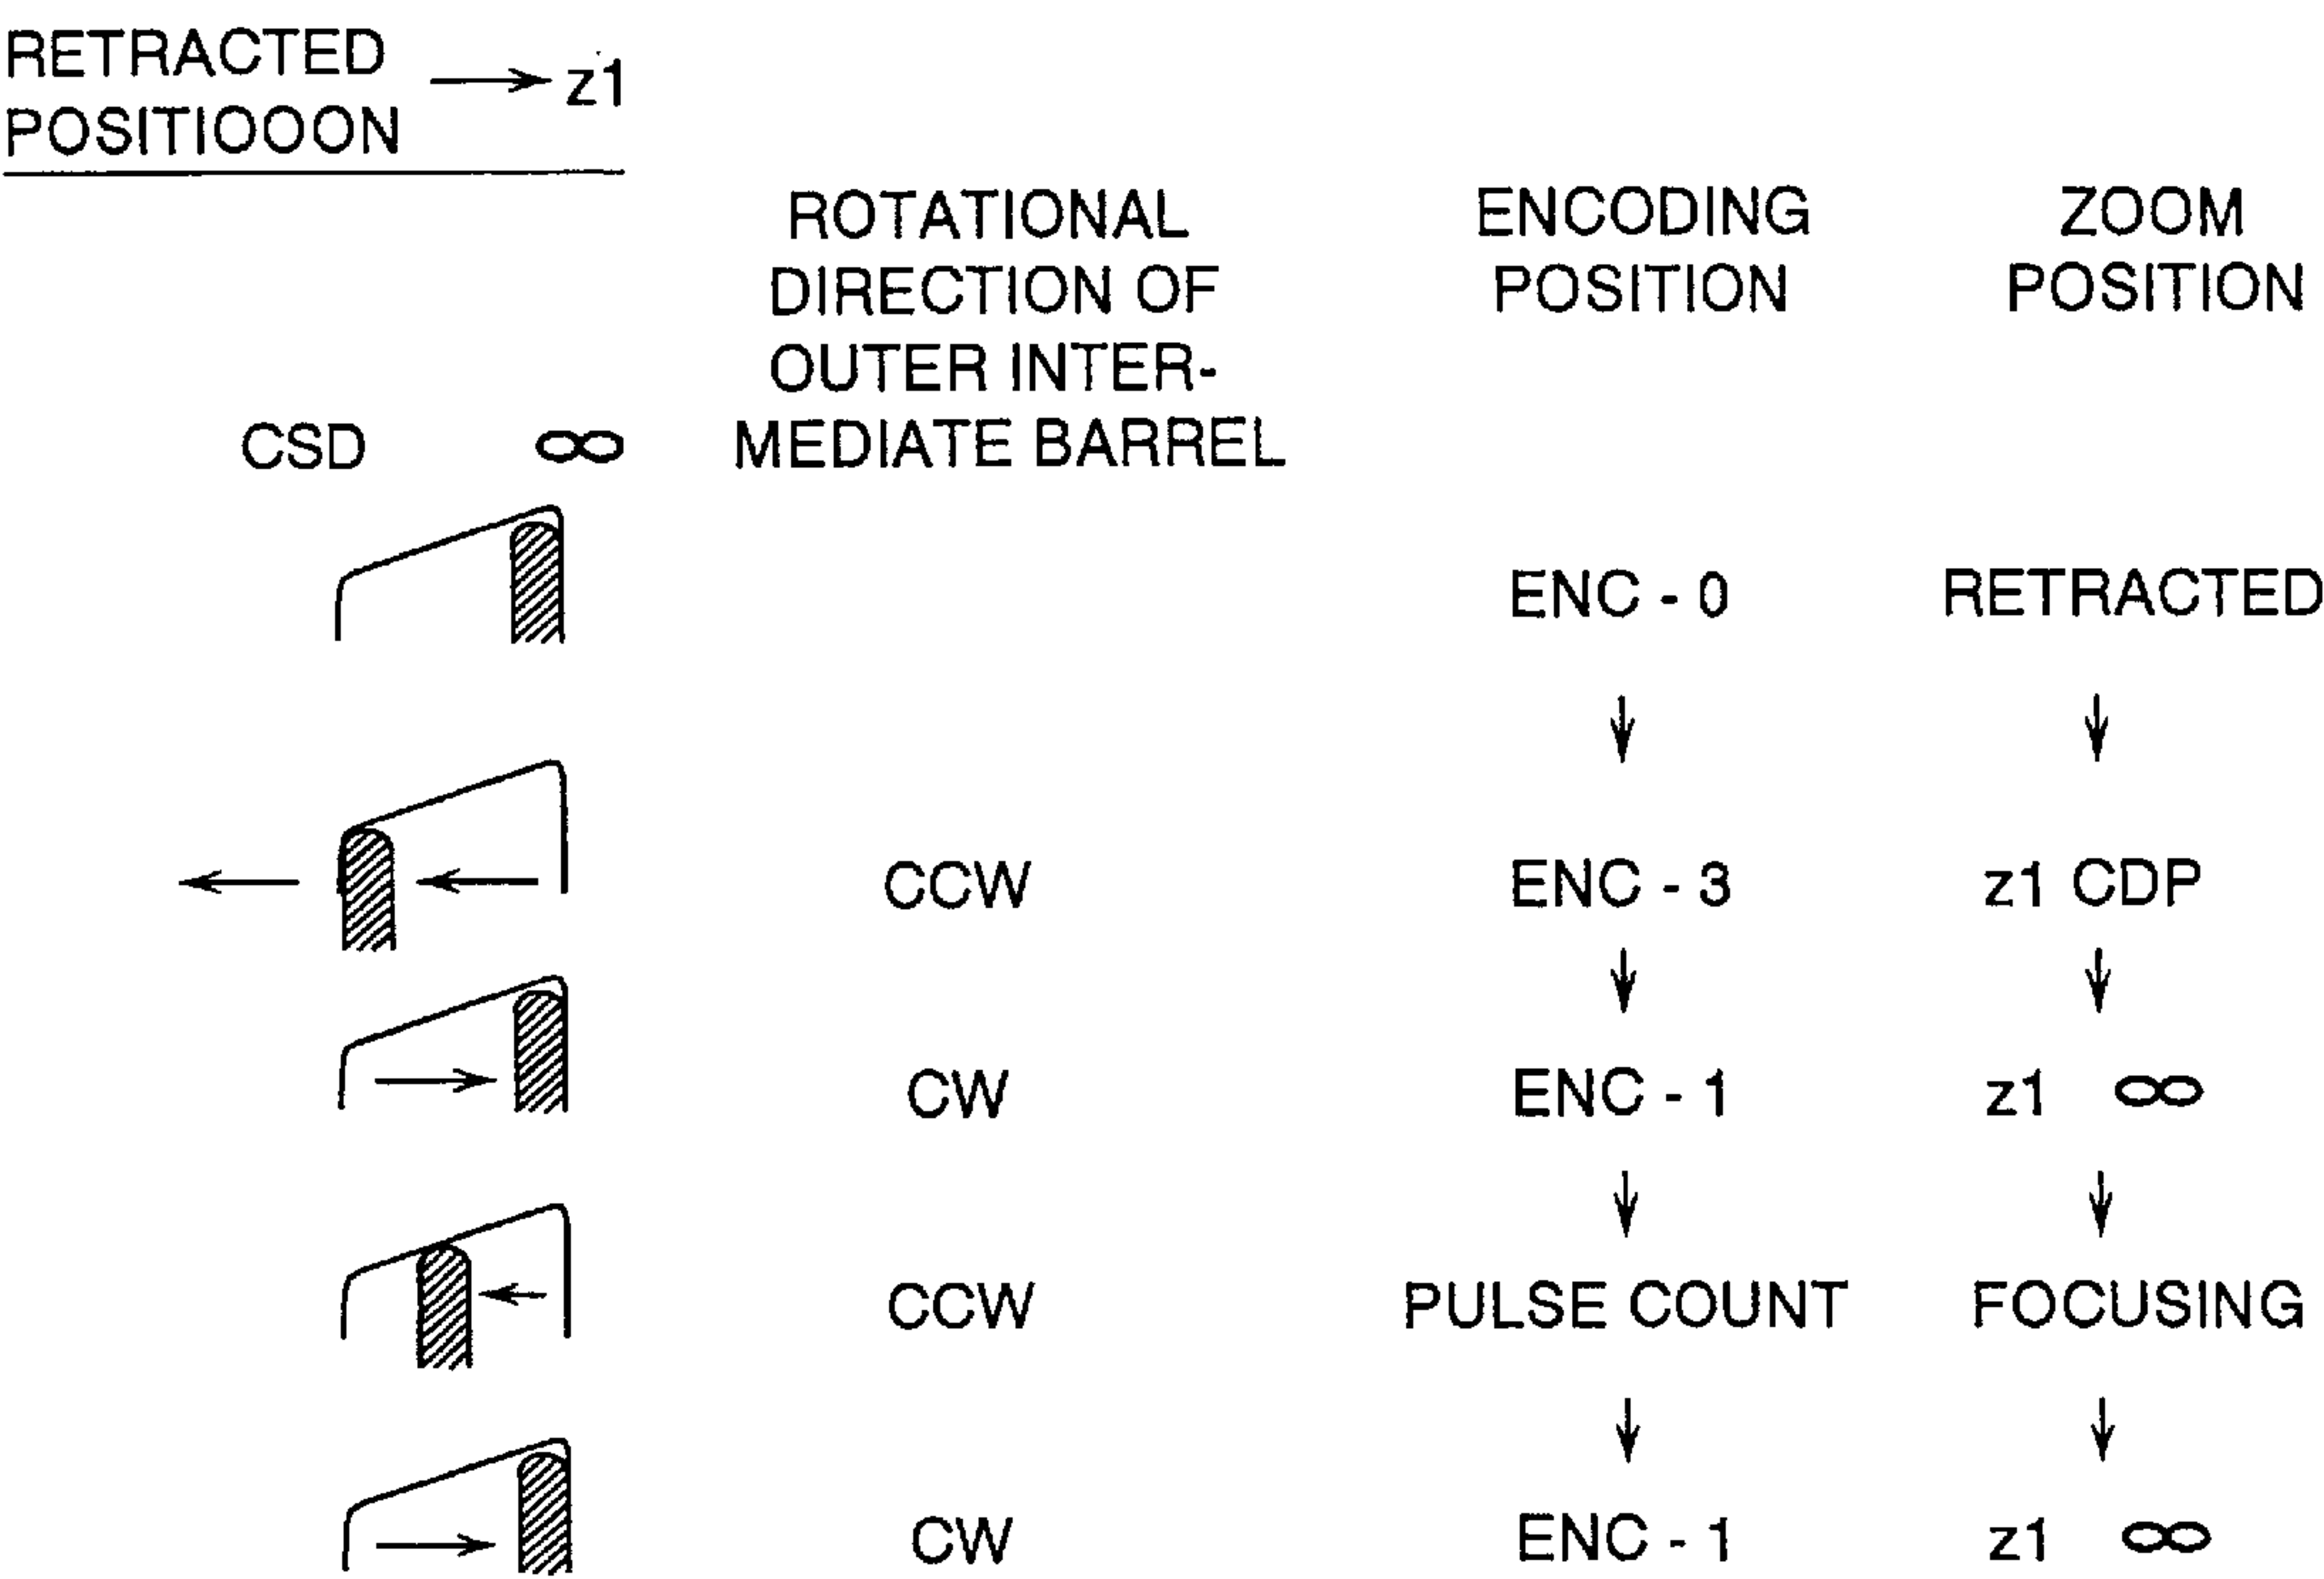 RETRACTED
POSITIOOON
z1
ROTATIONAL
DIRECTION OF
OUTER INTER-
MEDIATE BARREL
ENCODING
POSITION
ZOOM
POSITION
CSD ∞
ENC - 0 RETRACTED
CCW ENC - 3 z1 CDP
CW ENC - 1 z1 ∞
CCW PULSE COUNT FOCUSING
CW ENC - 1 z1 ∞